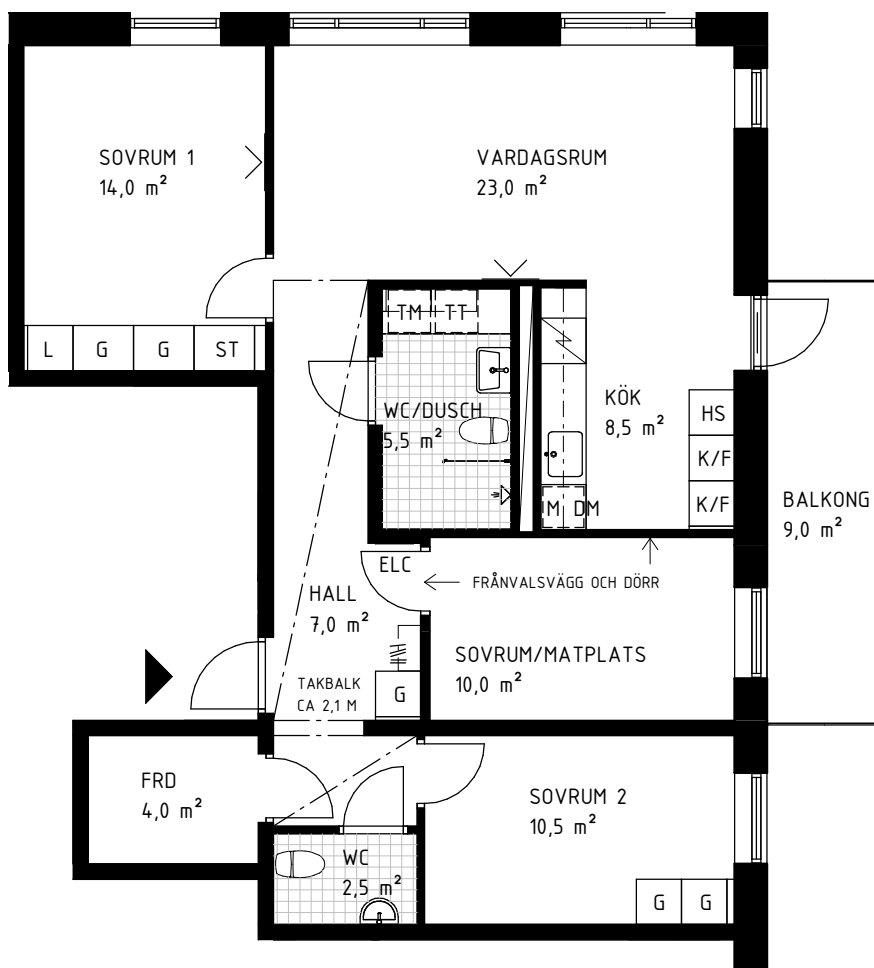 SOVRUM 1
14,0 m²
VARDAGSRUM
23,0 m²
L
G
G
ST
TM
TT
WC/DUSCH
5,5 m²
KÖK
8,5 m²
HS
K/F
K/F
M
DM
BALKONG
9,0 m²
ELC
FRÅNVALSVÄGG OCH DÖRR
HALL
7,0 m²
SOVRUM/MATPLATS
10,0 m²
TAKBALK
CA 2,1 M
G
FRD
4,0 m²
SOVRUM 2
10,5 m²
WC
2,5 m²
G
G